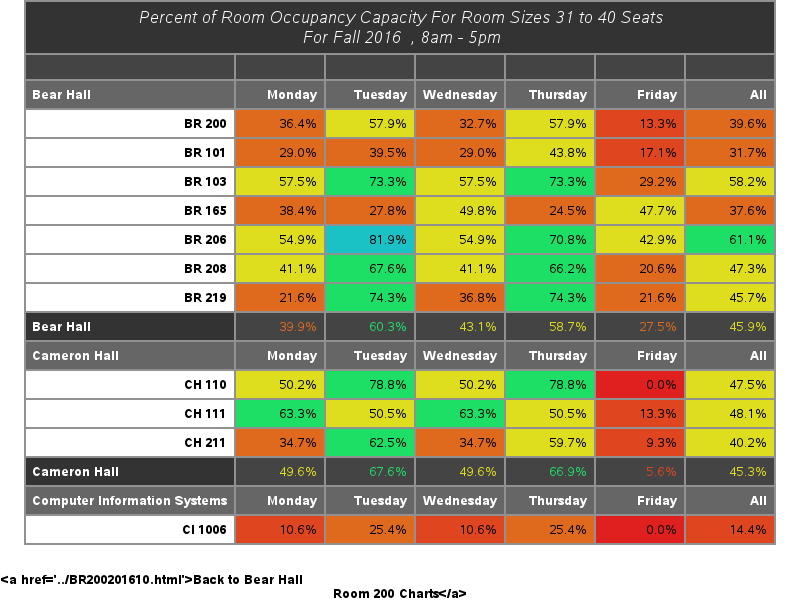 Percent of Room Occupancy Capacity For Room Sizes 31 to 40 Seats
For Fall 2016 , 8am - 5pm
Bear Hall Monday Tuesday Wednesday Thursday Friday All
BR 200 36.4% 57.9% 32.7% 57.9% 13.3% 39.6%
BR 101 29.0% 39.5% 29.0% 43.8% 17.1% 31.7%
BR 103 57.5% 73.3% 57.5% 73.3% 29.2% 58.2%
BR 165 38.4% 27.8% 49.8% 24.5% 47.7% 37.6%
BR 206 54.9% 81.9% 54.9% 70.8% 42.9% 61.1%
BR 208 41.1% 67.6% 41.1% 66.2% 20.6% 47.3%
BR 219 21.6% 74.3% 36.8% 74.3% 21.6% 45.7%
Bear Hall 39.9% 60.3% 43.1% 58.7% 27.5% 45.9%
Cameron Hall Monday Tuesday Wednesday Thursday Friday All
CH 110 50.2% 78.8% 50.2% 78.8% 0.0% 47.5%
CH 111 63.3% 50.5% 63.3% 50.5% 13.3% 48.1%
CH 211 34.7% 62.5% 34.7% 59.7% 9.3% 40.2%
Cameron Hall 49.6% 67.6% 49.6% 66.9% 5.6% 45.3%
Computer Information Systems Monday Tuesday Wednesday Thursday Friday All
CI 1006 10.6% 25.4% 10.6% 25.4% 0.0% 14.4%
<a href='../BR200201610.html'>Back to Bear Hall
Room 200 Charts</a>